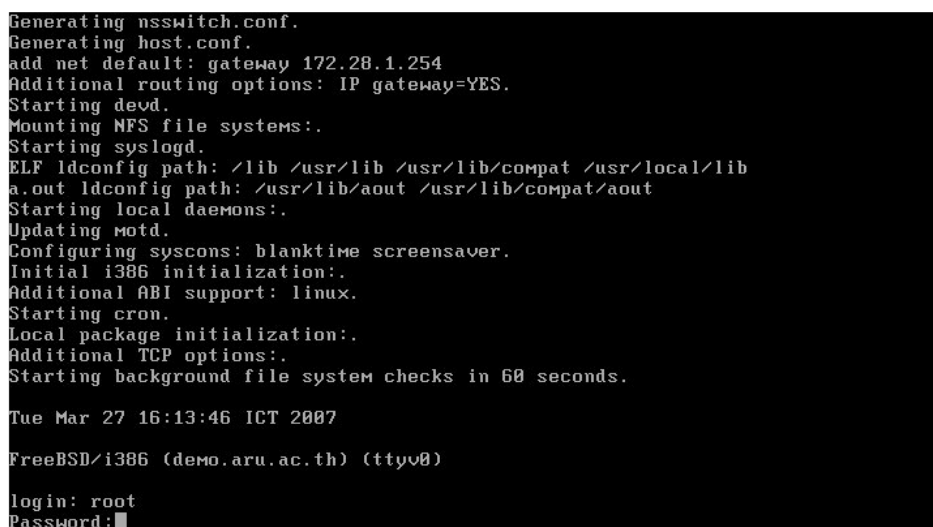 Generating nsswitch.conf.
Generating host.conf.
add net default: gateway 172.28.1.254
Additional routing options: IP gateway=YES.
Starting devd.
Mounting NFS file systems:.
Starting syslogd.
ELF ldconfig path: /lib /usr/lib /usr/lib/compat /usr/local/lib
a.out ldconfig path: /usr/lib/aout /usr/lib/compat/aout
Starting local daemons:.
Updating motd.
Configuring syscons: blanktime screensaver.
Initial i386 initialization:.
Additional ABI support: linux.
Starting cron.
Local package initialization:.
Additional TCP options:.
Starting background file system checks in 60 seconds.
Tue Mar 27 16:13:46 ICT 2007
FreeBSD/i386 (demo.aru.ac.th) (ttyv0)
login: root
Password: